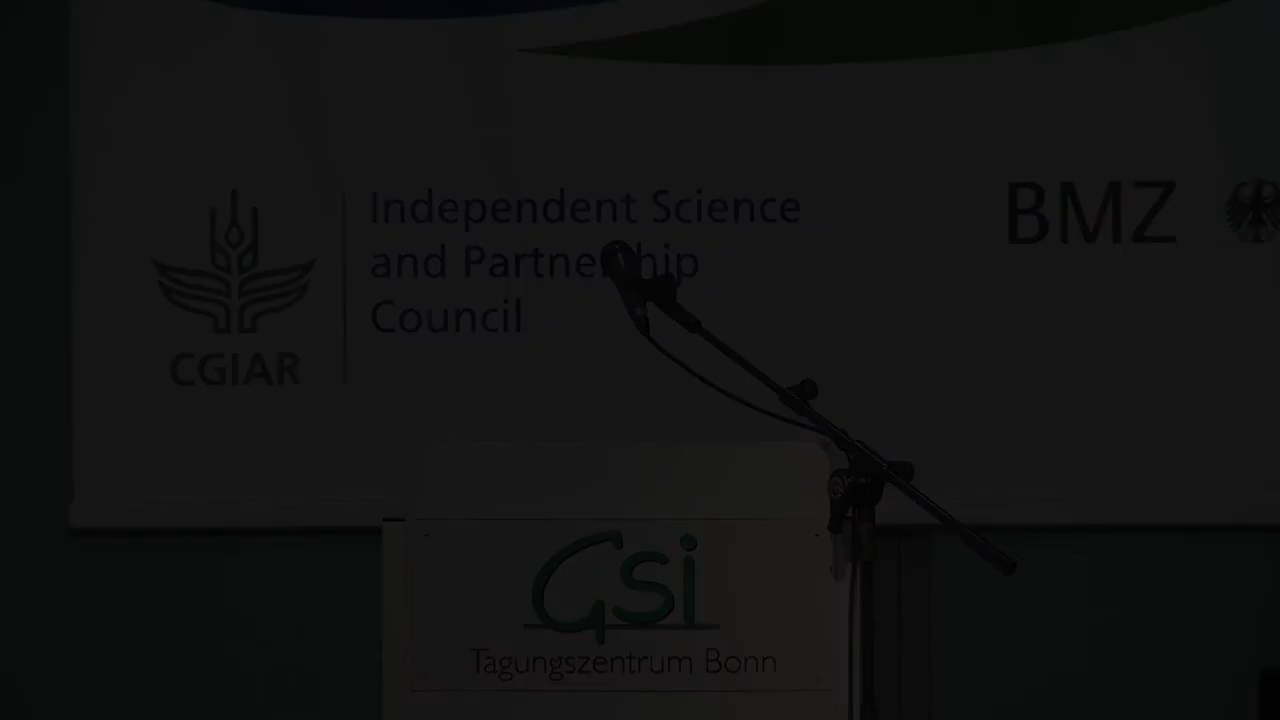 Independent Science
and Partnership
Council
CGIAR
BMZ
Gsi
Tagungszentrum Bonn